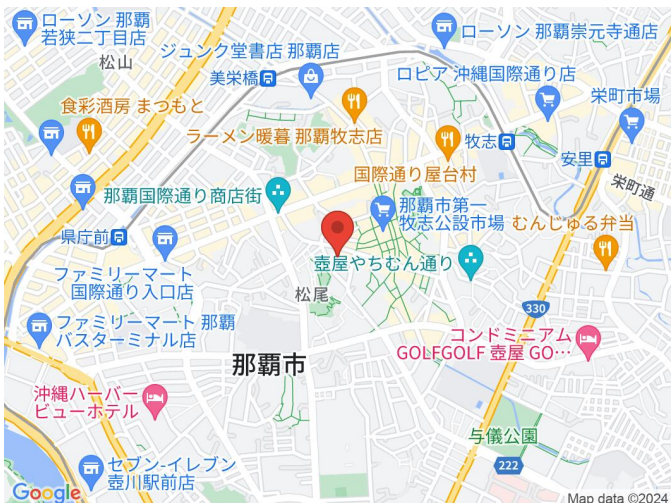 ローソン 那覇
若狭二丁目店
松山
ジュンク堂書店 那覇店
美栄橋
ローソン 那覇崇元寺通店
ロピア 沖縄国際通り店
栄町市場
食彩酒房 まつもと
ラーメン暖暮 那覇牧志店
牧志
安里
栄町通
国際通り屋台村
那覇国際通り商店街
那覇市第一
牧志公設市場
むんじゅる弁当
県庁前
ファミリーマート
国際通り入口店
壺屋やちむん通り
松尾
330
ファミリーマート 那覇
バスターミナル店
コンドミニアム
GOLFGOLF 壺屋 GO…
那覇市
沖縄ハーバー
ビューホテル
与儀公園
セブン-イレブン
壺川駅前店
222
Google
Map data ©2024